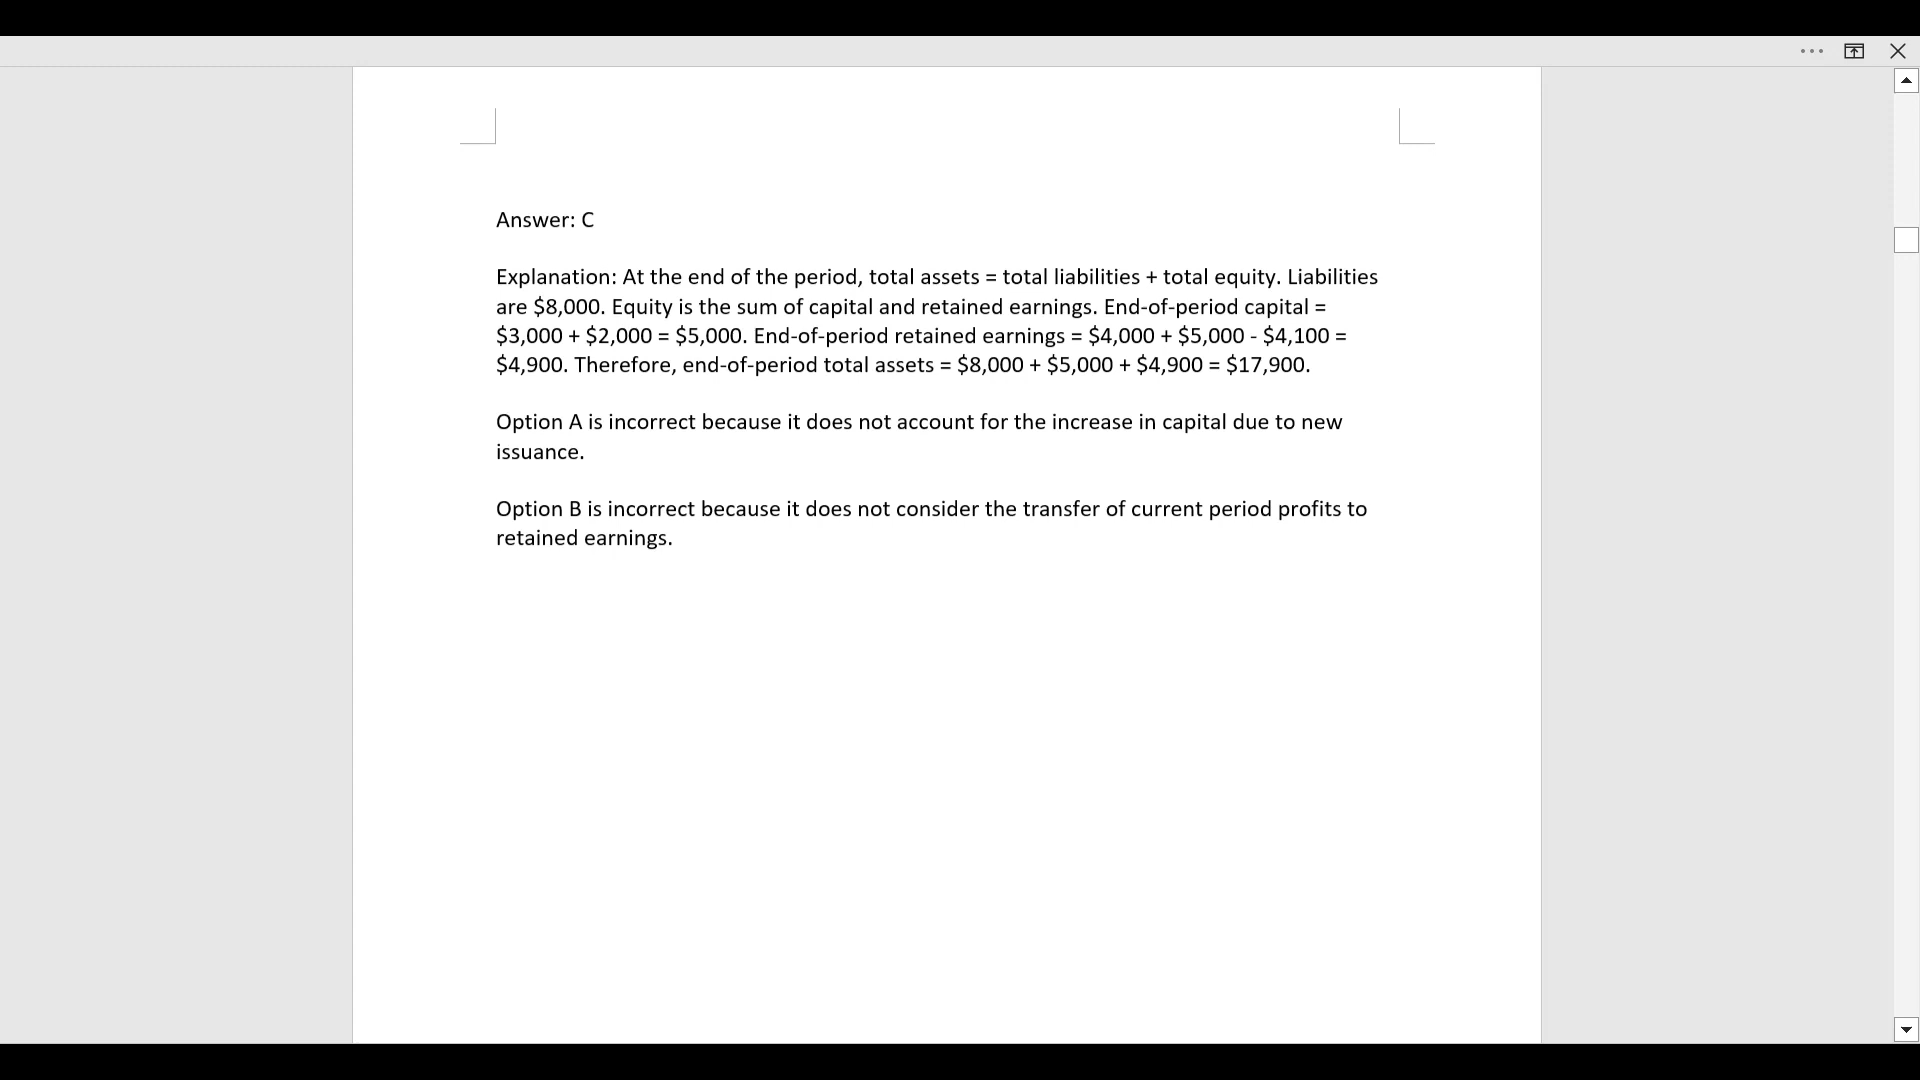 Answer: C
Explanation: At the end of the period, total assets = total liabilities + total equity. Liabilities
are $8,000. Equity is the sum of capital and retained earnings. End-of-period capital =
$3,000 + $2,000 = $5,000. End-of-period retained earnings = $4,000 + $5,000 - $4,100 =
$4,900. Therefore, end-of-period total assets = $8,000 + $5,000 + $4,900 = $17,900.
Option A is incorrect because it does not account for the increase in capital due to new
issuance.
Option B is incorrect because it does not consider the transfer of current period profits to
retained earnings.